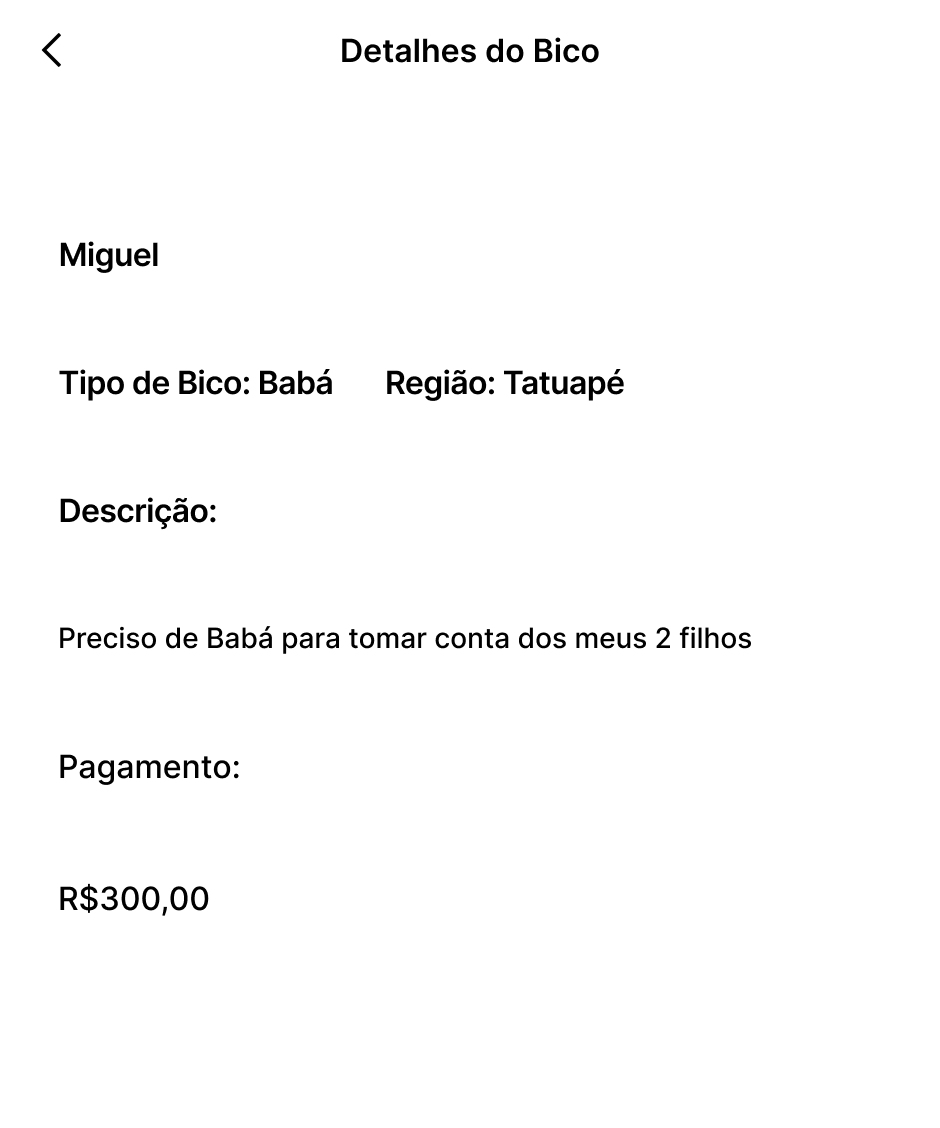 Detalhes do Bico
Miguel
Tipo de Bico: Babá Região: Tatuapé
Descrição:
Preciso de Babá para tomar conta dos meus 2 filhos
Pagamento:
R$300,00